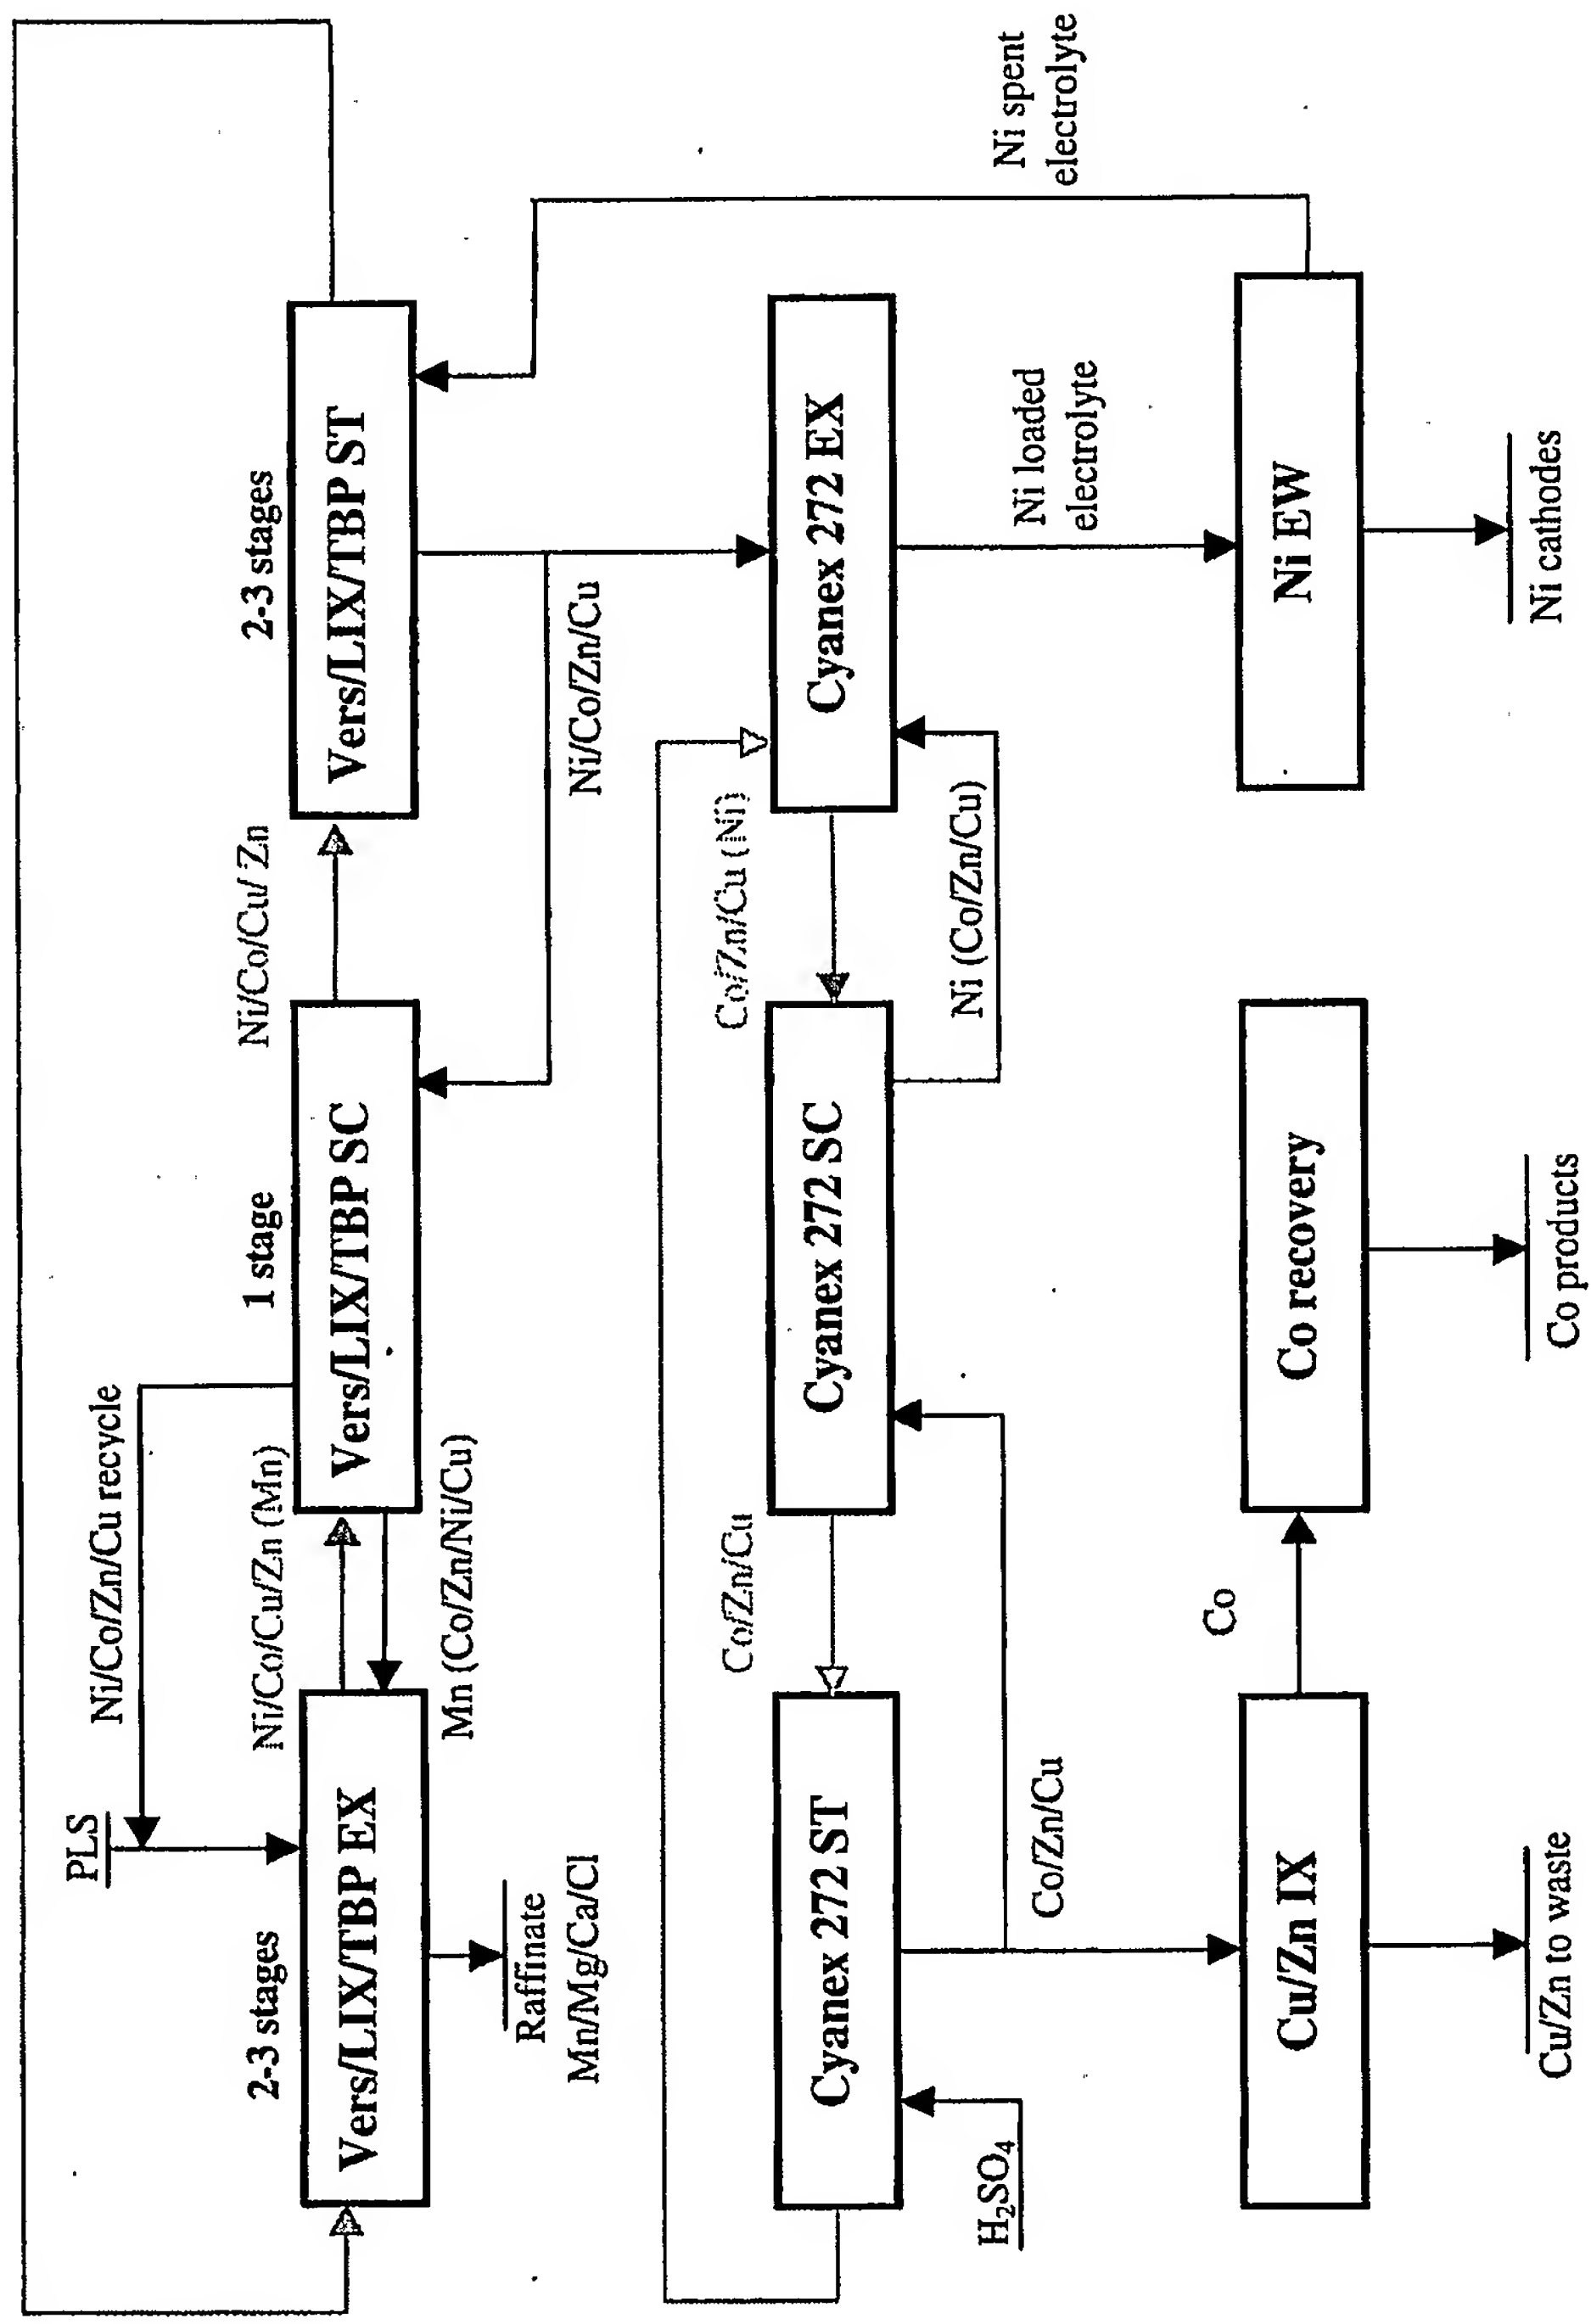 PLS
Ni/Co/Zn/Cu recycle
2-3 stages
1 stage
2-3 stages
Ni/Co/Cu/Zn (Mn)
Ni/Co/Cu/ Zn
Vers/LIX/TBP EX
Vers/LIX/TBP SC
Vers/LIX/TBP ST
Mn (Co/Zn/Ni/Cu)
Raffinate
Mn/Mg/Ca/Cl
Ni/Co/Zn/Cu
Co/Zn/Cu
Co/Zn/Cu (Ni)
Cyanex 272 ST
Cyanex 272 SC
Cyanex 272 EX
H₂SO₄
Co/Zn/Cu
Ni (Co/Zn/Cu)
Ni loaded
electrolyte
Ni spent
electrolyte
Co
Cu/Zn IX
Co recovery
Ni EW
Cu/Zn to waste
Co products
Ni cathodes